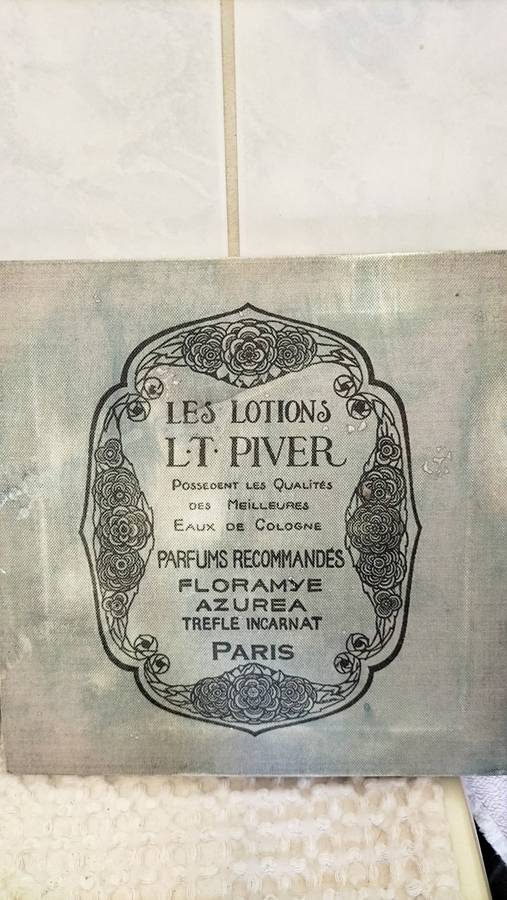 LES LOTIONS
L·T· PIVER
POSSEDENT LES QUALITÉS
DES MEILLEURES
EAUX DE COLOGNE
PARFUMS RECOMMANDÉS
FLORAMYE
AZUREA
TREFLE INCARNAT
PARIS